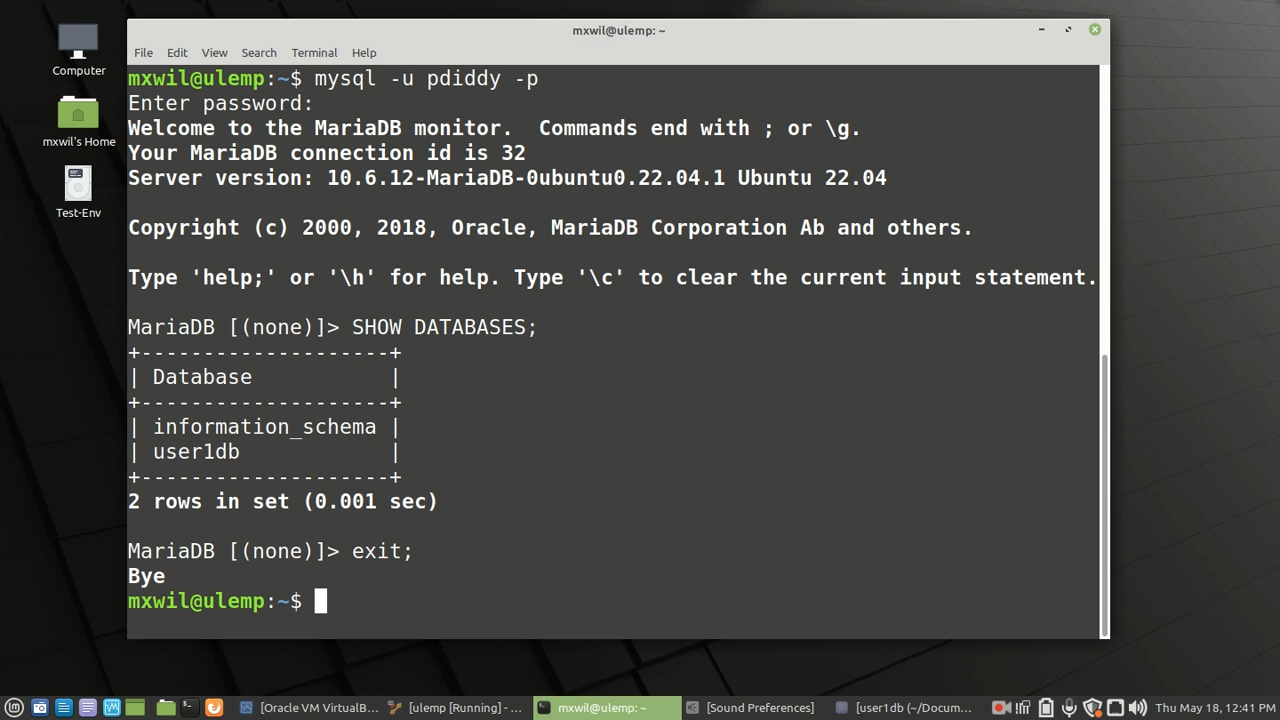 mxwil@ulemp: ~
File Edit View Search Terminal Help
Computer
mxwil's Home
Test-Env
mxwil@ulemp:~$ mysql -u pdiddy -p
Enter password:
Welcome to the MariaDB monitor.  Commands end with ; or \g.
Your MariaDB connection id is 32
Server version: 10.6.12-MariaDB-0ubuntu0.22.04.1 Ubuntu 22.04
Copyright (c) 2000, 2018, Oracle, MariaDB Corporation Ab and others.
Type 'help;' or '\h' for help. Type '\c' to clear the current input statement.
MariaDB [(none)]> SHOW DATABASES;
+--------------------+
| Database           |
+--------------------+
| information_schema |
| user1db            |
+--------------------+
2 rows in set (0.001 sec)
MariaDB [(none)]> exit;
Bye
mxwil@ulemp:~$
[Oracle VM VirtualB... [ulemp [Running] - ... mxwil@ulemp: ~ [Sound Preferences] [user1db (~/Docum... Thu May 18, 12:41 PM